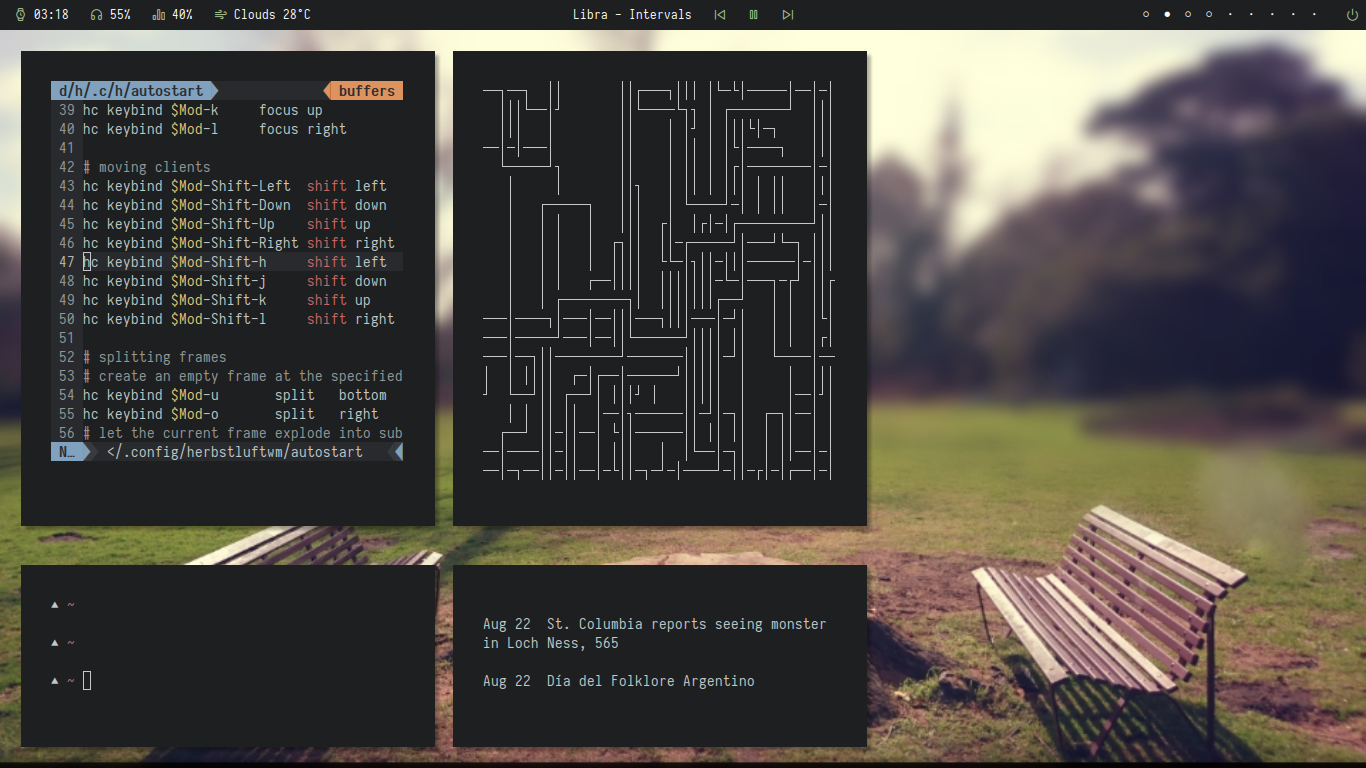 03:18 55% 40% Clouds 28°C Libra - Intervals
d/h/.c/h/autostart buffers
39 hc keybind $Mod-k focus up
40 hc keybind $Mod-l focus right
41
42 # moving clients
43 hc keybind $Mod-Shift-Left shift left
44 hc keybind $Mod-Shift-Down shift down
45 hc keybind $Mod-Shift-Up shift up
46 hc keybind $Mod-Shift-Right shift right
47 hc keybind $Mod-Shift-h shift left
48 hc keybind $Mod-Shift-j shift down
49 hc keybind $Mod-Shift-k shift up
50 hc keybind $Mod-Shift-l shift right
51
52 # splitting frames
53 # create an empty frame at the specified
54 hc keybind $Mod-u split bottom
55 hc keybind $Mod-o split right
56 # let the current frame explode into sub
N… </.config/herbstluftwm/autostart
▲ ~
▲ ~
▲ ~
Aug 22 St. Columbia reports seeing monster
in Loch Ness, 565
Aug 22 Día del Folklore Argentino